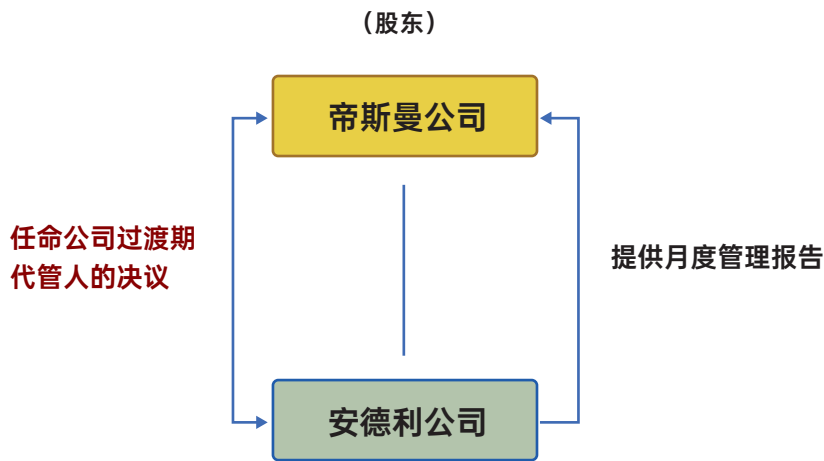 （股东）
帝斯曼公司
任命公司过渡期
代管人的决议
提供月度管理报告
安德利公司